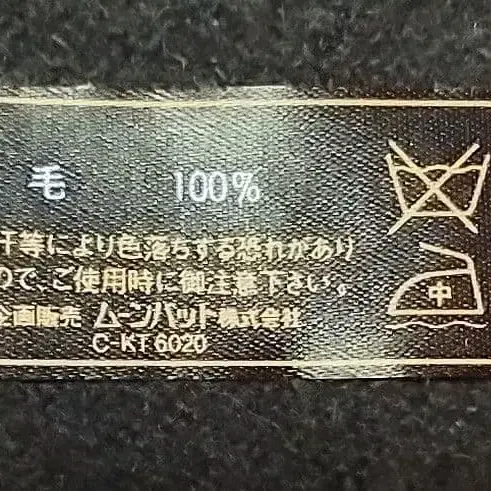 毛 100%
汗等により色落ちする恐れがあり
ので、ご使用時に御注意下さい。
企画販売 ムーンバット株式会社
C-KT6020
中